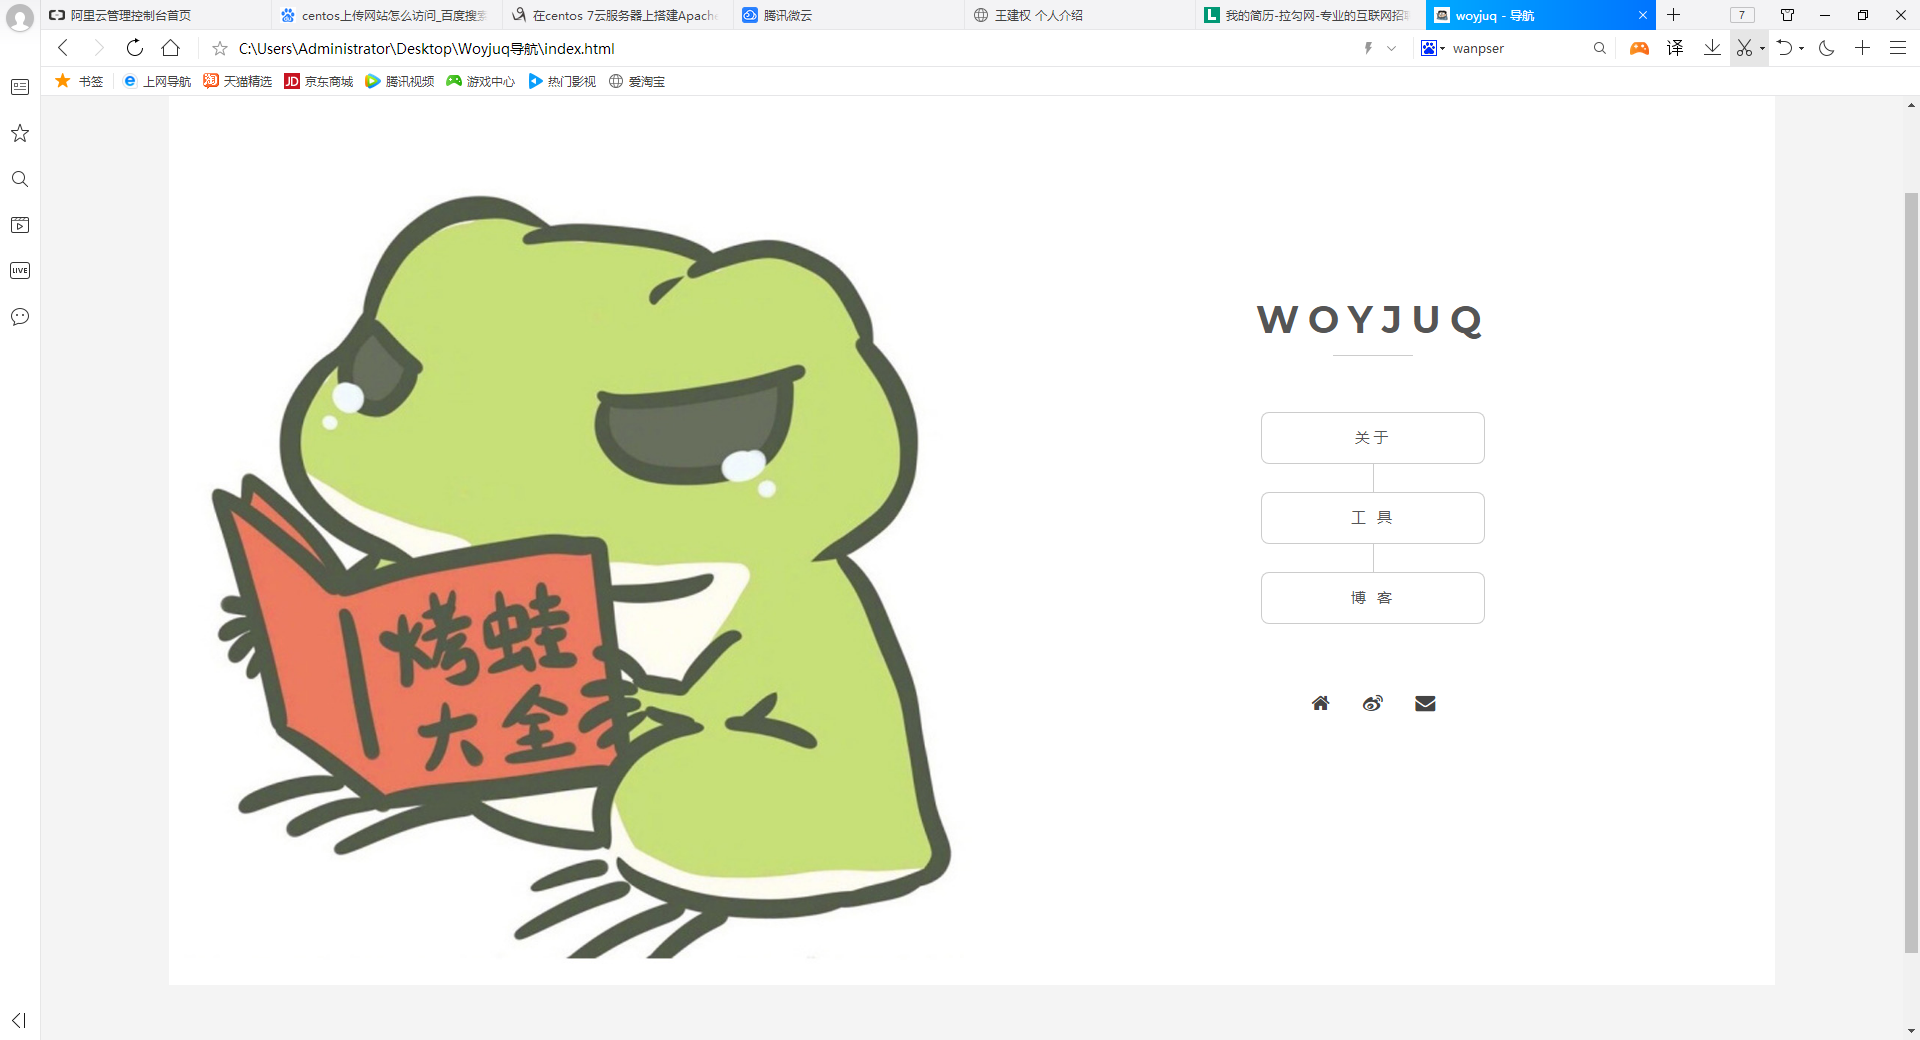 阿里云管理控制台首页
centos上传网站怎么访问_百度搜索
在centos 7云服务器上搭建Apache
腾讯微云
王建权 个人介绍
我的简历-拉勾网-专业的互联网招聘
woyjuq - 导航
7
C:\Users\Administrator\Desktop\Woyjuq导航\index.html
wanpser
译
书签
上网导航
淘 天猫精选
JD 京东商城
腾讯视频
游戏中心
热门影视
爱淘宝
LIVE
WOYJUQ
关于
工 具
博 客
烤蛙
大全